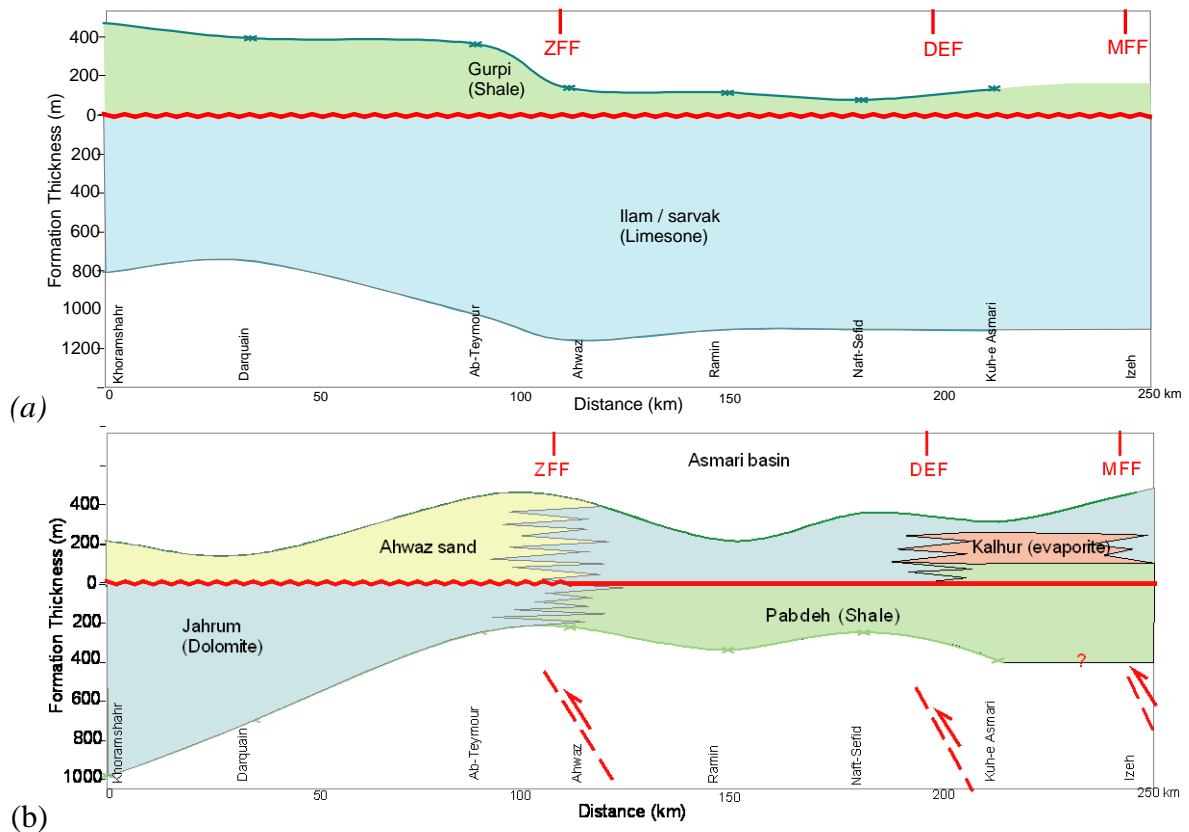 ZFF
DEF
MFF
Gurpi
(Shale)
Ilam / sarvak
(Limesone)
Formation Thickness (m)
400
200
0
200
400
600
800
1000
1200
Khoramshahr
Darquain
Ab-Teymour
Ahwaz
Ramin
Naft-Sefid
Kuh-e Asmari
Izeh
0
50
100
150
200
250 km
Distance (km)
(a)
ZFF
Asmari basin
DEF
MFF
Ahwaz sand
Kalhur (evaporite)
Jahrum
(Dolomite)
Pabdeh (Shale)
?
Formation Thickness (m)
400
200
0
200
400
600
800
1000
Khoramshahr
Darquain
Ab-Teymour
Ahwaz
Ramin
Naft-Sefid
Kuh-e Asmari
Izeh
0
50
100
150
200
250 km
Distance (km)
(b)